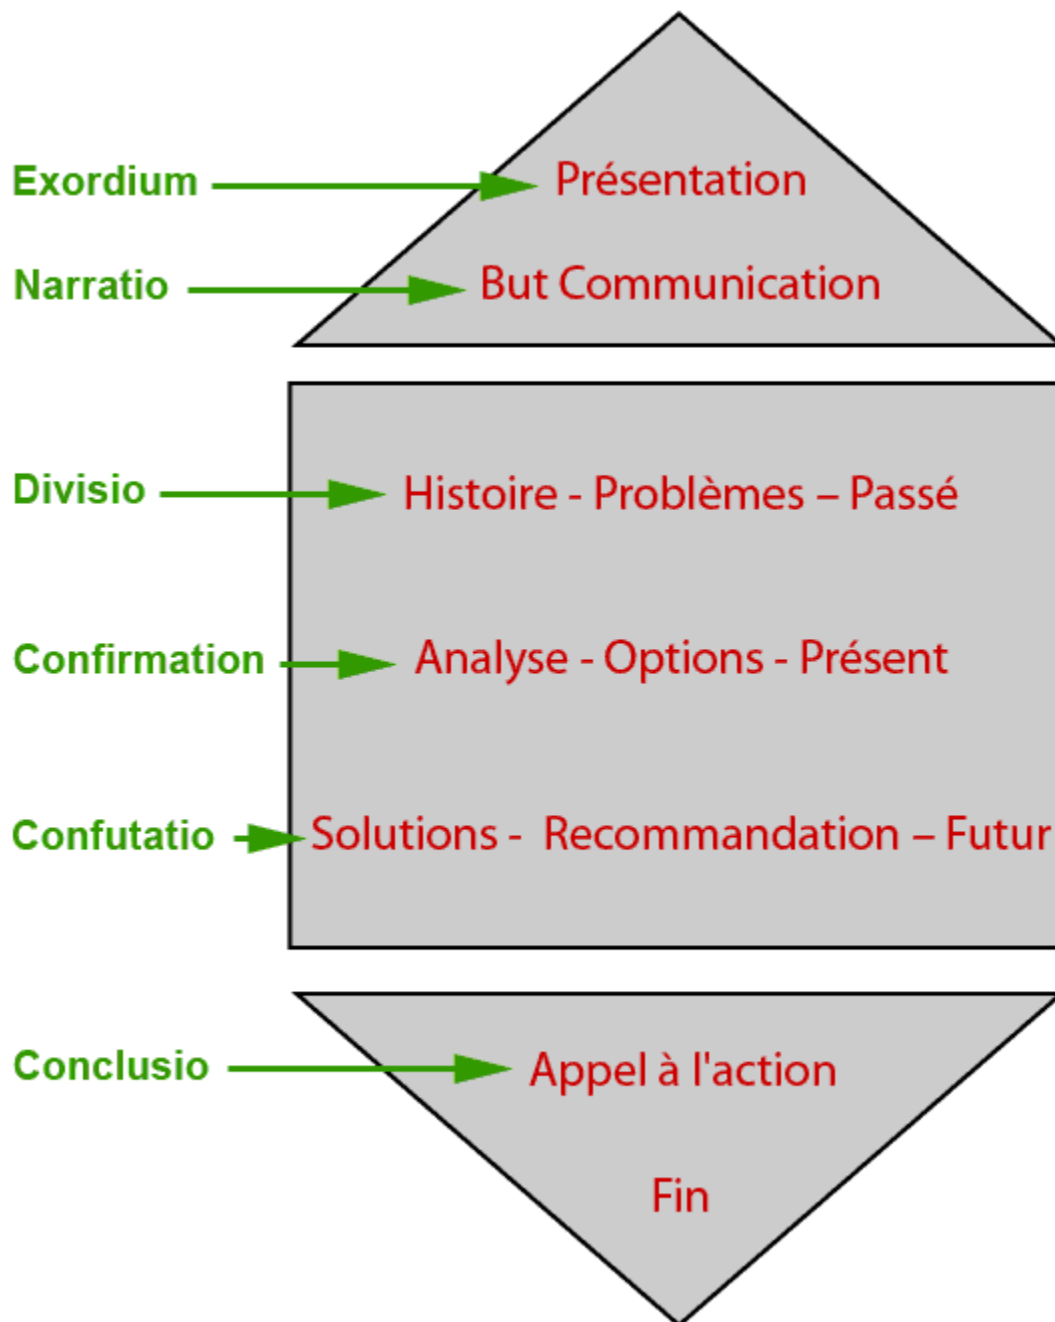 Exordium Présentation
Narratio But Communication
Divisio Histoire - Problèmes – Passé
Confirmation Analyse - Options - Présent
Confutatio Solutions - Recommandation – Futur
Conclusio Appel à l'action
Fin